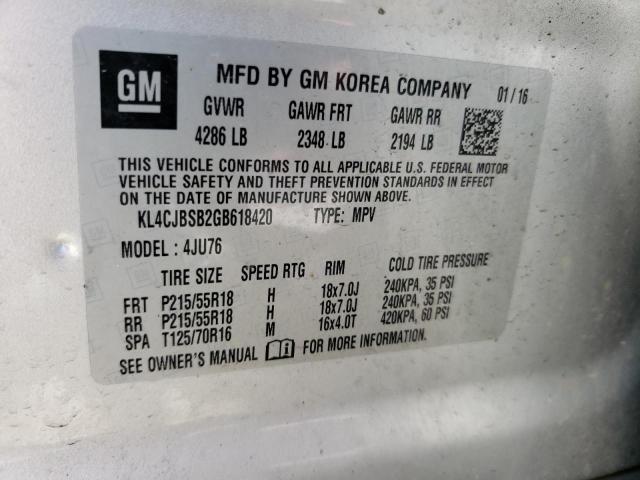 GM
MFD BY GM KOREA COMPANY 01/16
GVWR GAWR FRT GAWR RR
4286 LB 2348 LB 2194 LB
THIS VEHICLE CONFORMS TO ALL APPLICABLE U.S. FEDERAL MOTOR
VEHICLE SAFETY AND THEFT PREVENTION STANDARDS IN EFFECT
ON THE DATE OF MANUFACTURE SHOWN ABOVE.
KL4CJBSB2GB618420 TYPE: MPV
MODEL : 4JU76
TIRE SIZE SPEED RTG RIM COLD TIRE PRESSURE
FRT P215/55R18 H 18x7.0J 240KPA, 35 PSI
RR P215/55R18 H 18x7.0J 240KPA, 35 PSI
SPA T125/70R16 M 16x4.0T 420KPA, 60 PSI
SEE OWNER'S MANUAL i FOR MORE INFORMATION.